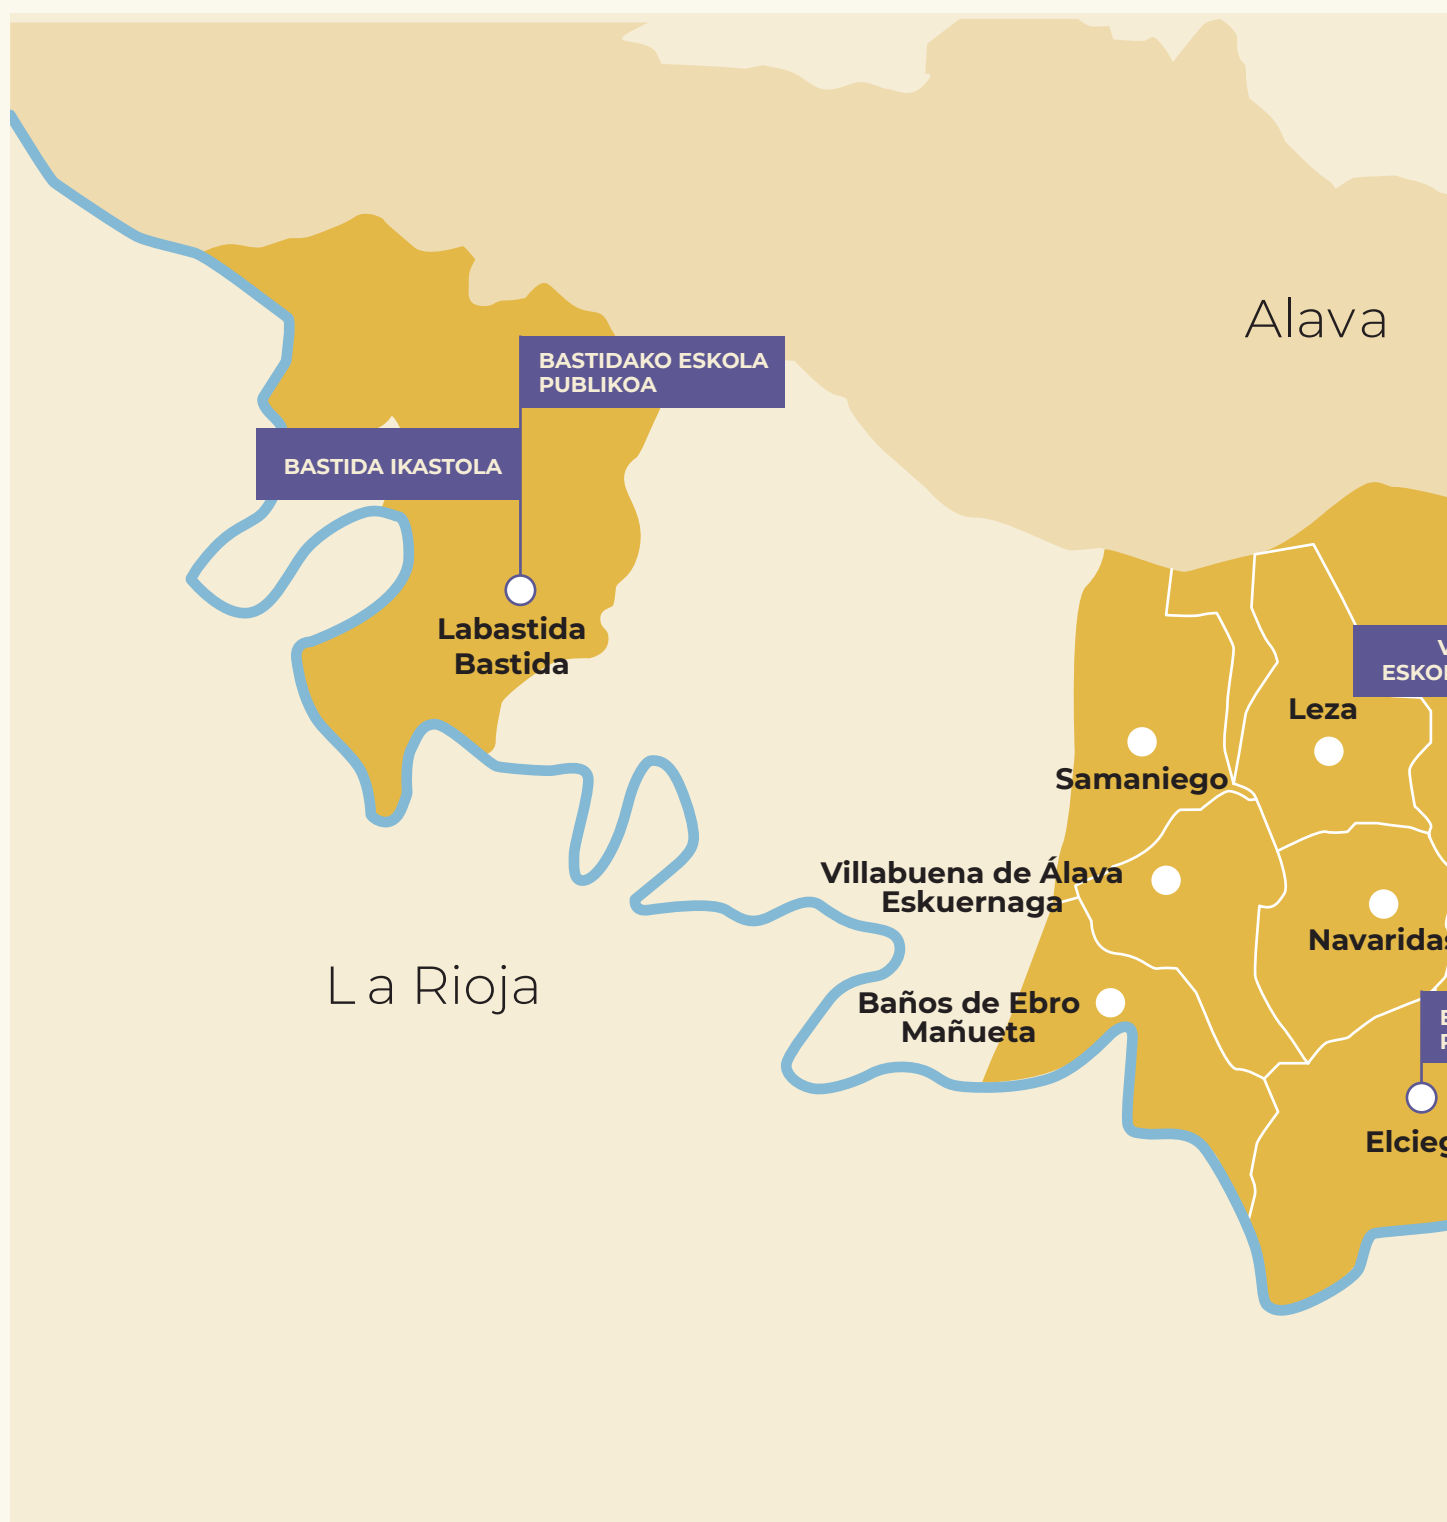 Alava
BASTIDAKO ESKOLA
PUBLIKOA
BASTIDA IKASTOLA
Labastida
Bastida
Leza
Samaniego
Villabuena de Álava
Eskuernaga
Navaridas
La Rioja
Baños de Ebro
Mañueta